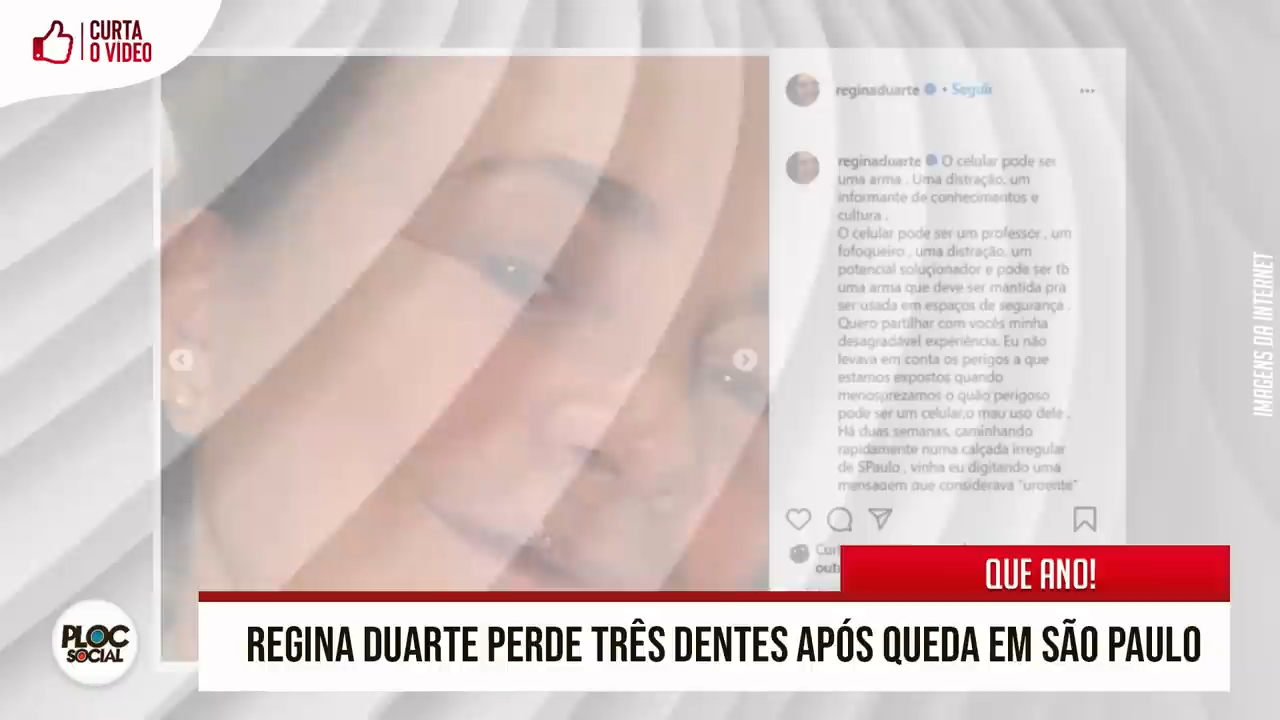 CURTA
O VIDEO
reginaduarte • Seguir
reginaduarte O celular pode ser
uma arma . Uma distração, um
informante de conhecimantos e
cultura .
O celular pode ser um professor , um
fofoqueiro , uma distração, um
potencial soluçionador e pode ser tb
uma arma que deve ser mantida pra
ser usada em espaços de segurança .
Quero partilhar com vocês minha
desagradável experiência. Eu não
levava em conta os perigos a que
estamos expostos quando
menosprezamos o quão perigoso
pode ser um celular,o mau uso dele .
Há duas semanas, caminhando
rapidamente numa calçada irregular
de SPaulo , vinha eu digitando uma
mensagem que considerava "urgente"
IMAGENS DA INTERNET
QUE ANO!
PLOC
SOCIAL
REGINA DUARTE PERDE TRÊS DENTES APÓS QUEDA EM SÃO PAULO